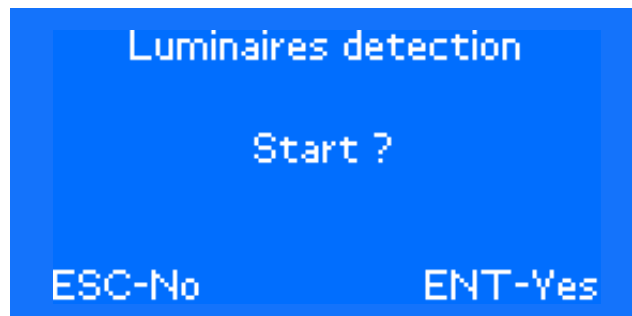 Luminaires detection
Start ?
ESC-No ENT-Yes